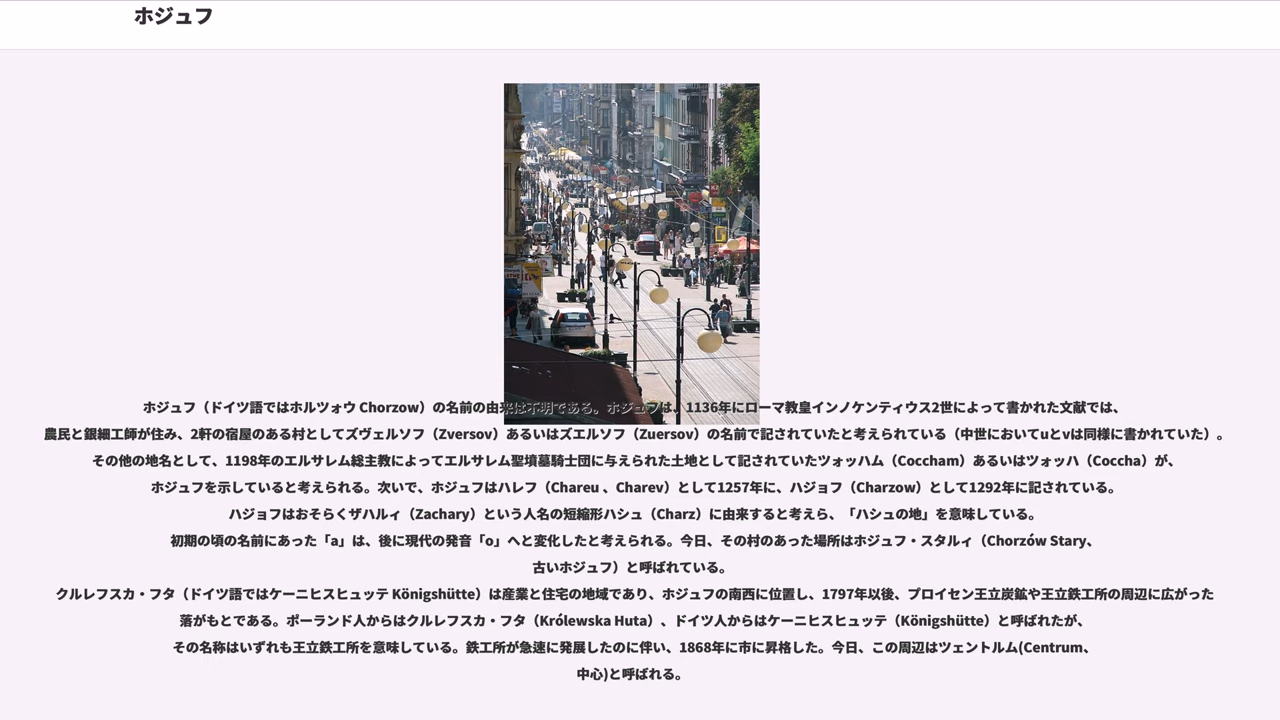 ホジュフ
ホジュフ（ドイツ語ではホルツォウ Chorzow）の名前の由来は不明である。ホジュフは、1136年にローマ教皇インノケンティウス2世によって書かれた文献では、
農民と銀細工師が住み、2軒の宿屋のある村としてズヴェルソフ（Zversov）あるいはズエルソフ（Zuersov）の名前で記されていたと考えられている（中世においてuとvは同様に書かれていた）。
その他の地名として、1198年のエルサレム総主教によってエルサレム聖墳墓騎士団に与えられた土地として記されていたツォッハム（Coccham）あるいはツォッハ（Coccha）が、
ホジュフを示していると考えられる。次いで、ホジュフはハレフ（Chareu 、Charev）として1257年に、ハジョフ（Charzow）として1292年に記されている。
ハジョフはおそらくザハルィ（Zachary）という人名の短縮形ハシュ（Charz）に由来すると考えら、「ハシュの地」を意味している。
初期の頃の名前にあった「a」は、後に現代の発音「o」へと変化したと考えられる。今日、その村のあった場所はホジュフ・スタルィ（Chorzów Stary、
古いホジュフ）と呼ばれている。
クルレフスカ・フタ（ドイツ語ではケーニヒスヒュッテ Königshütte）は産業と住宅の地域であり、ホジュフの南西に位置し、1797年以後、プロイセン王立炭鉱や王立鉄工所の周辺に広がった
落がもとである。ポーランド人からはクルレフスカ・フタ（Królewska Huta）、ドイツ人からはケーニヒスヒュッテ（Königshütte）と呼ばれたが、
その名称はいずれも王立鉄工所を意味している。鉄工所が急速に発展したのに伴い、1868年に市に昇格した。今日、この周辺はツェントルム(Centrum、
中心)と呼ばれる。